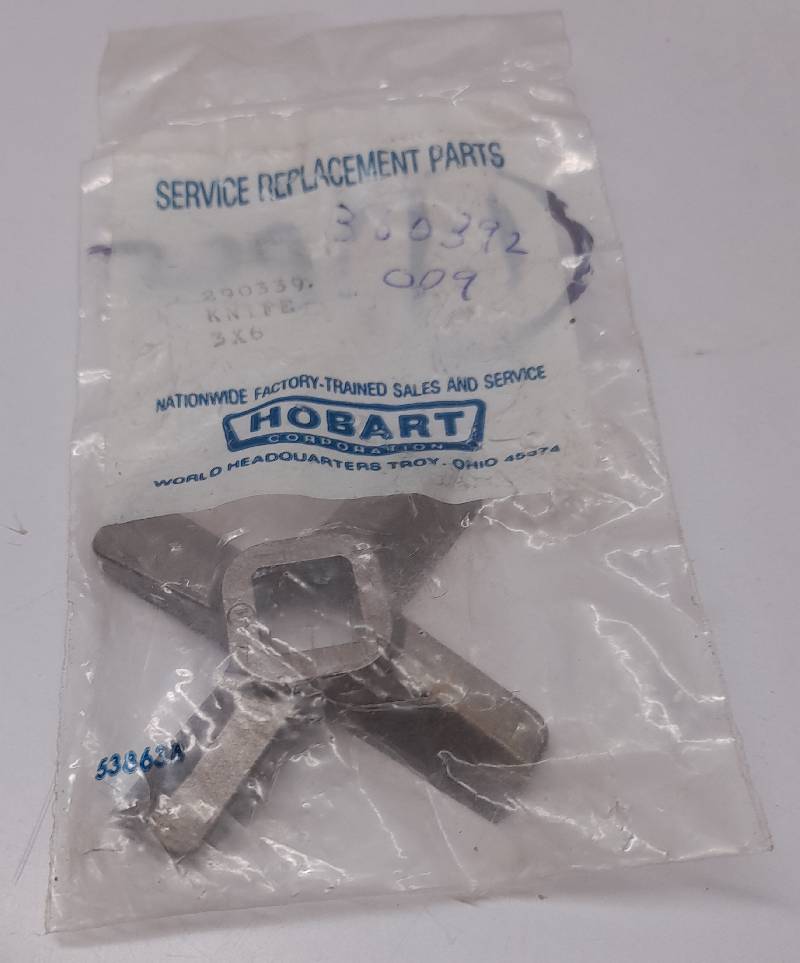 SERVICE REPLACEMENT PARTS
360392
009
290339.
KNIFE
3X6
NATIONWIDE FACTORY-TRAINED SALES AND SERVICE
HOBART
CORPORATION
WORLD HEADQUARTERS TROY, OHIO 45374
53863A